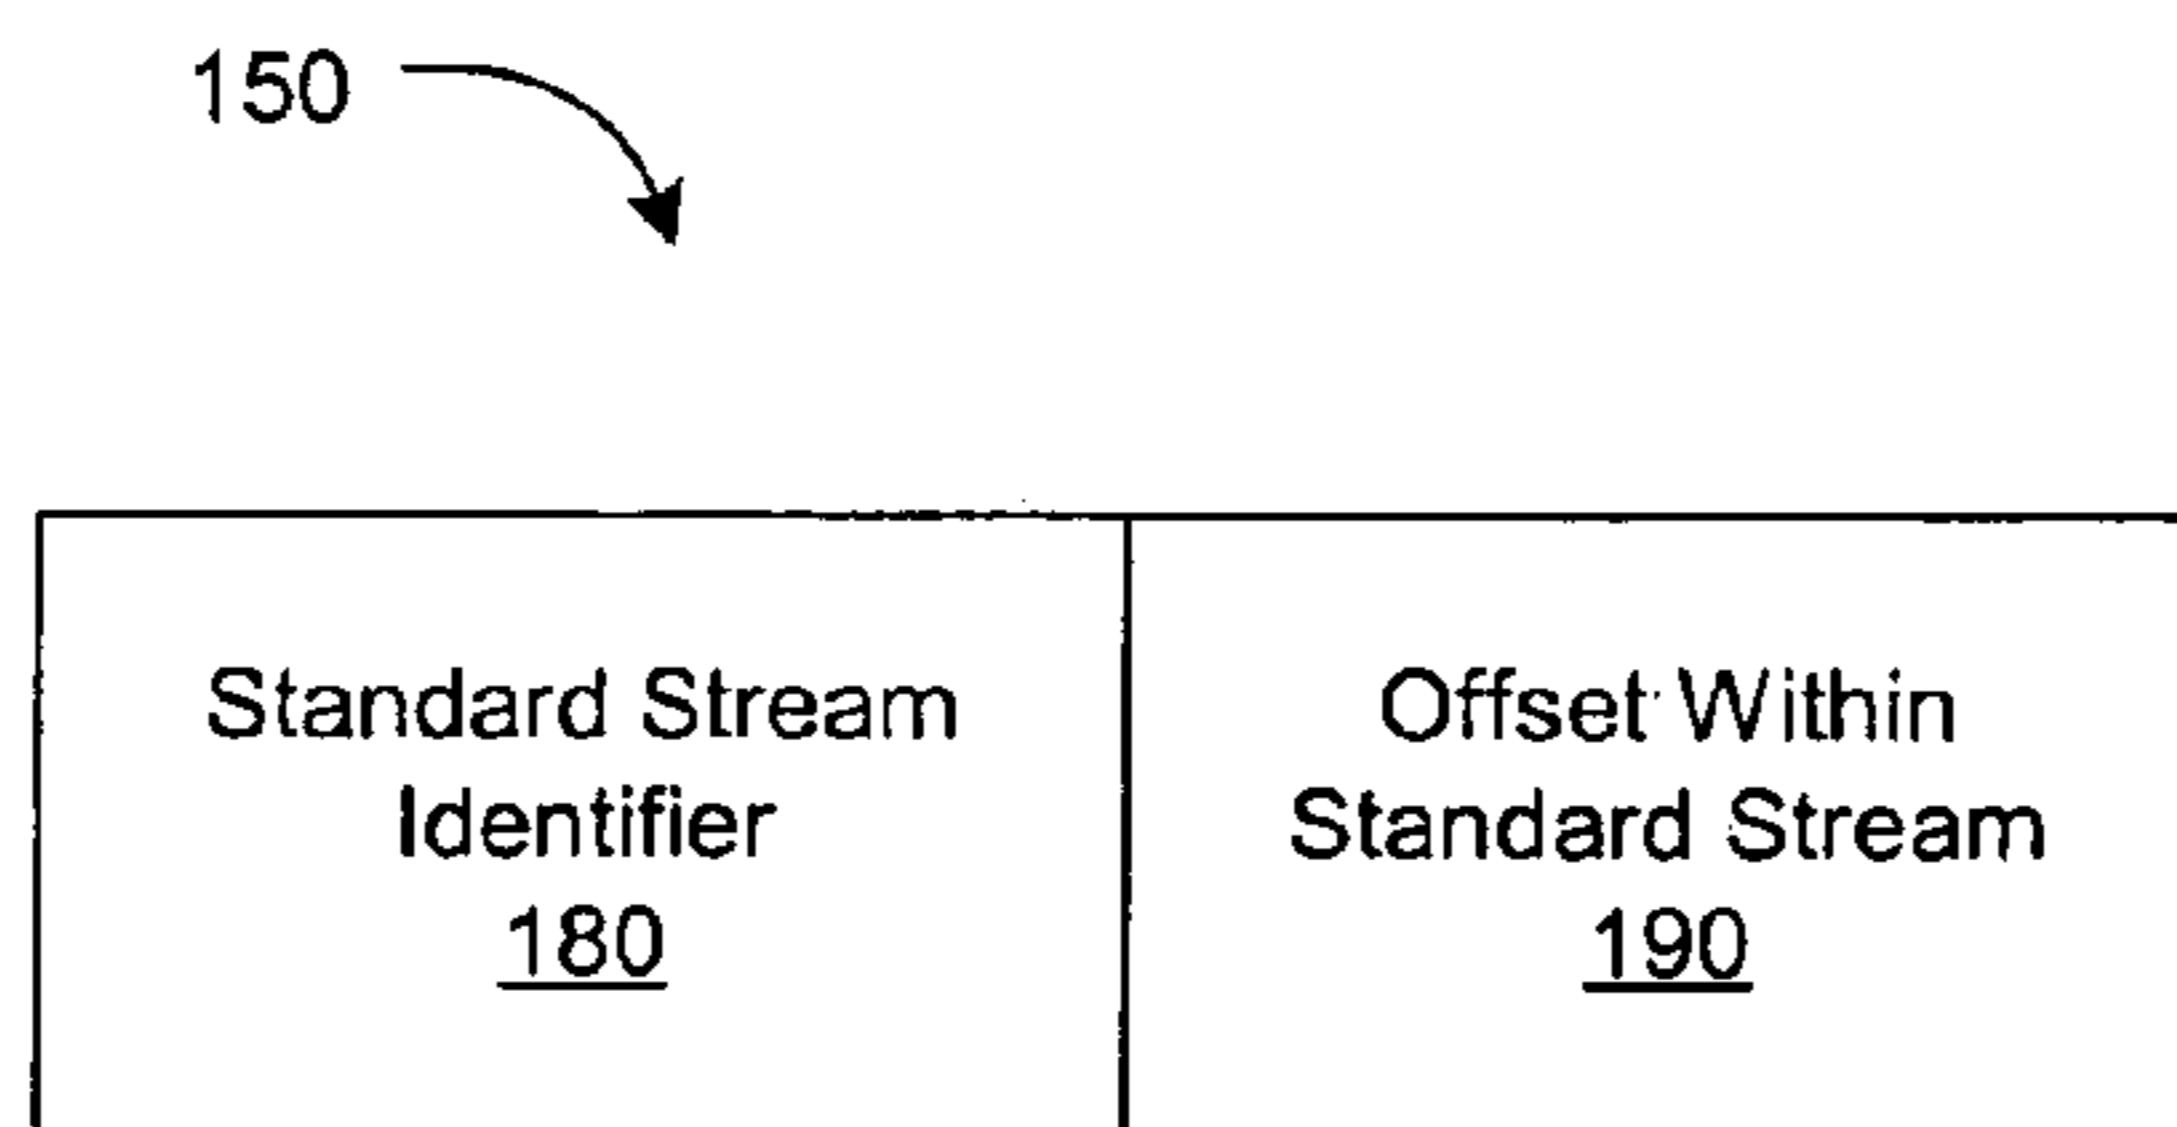 150
Standard Stream
Identifier
180
Offset Within
Standard Stream
190